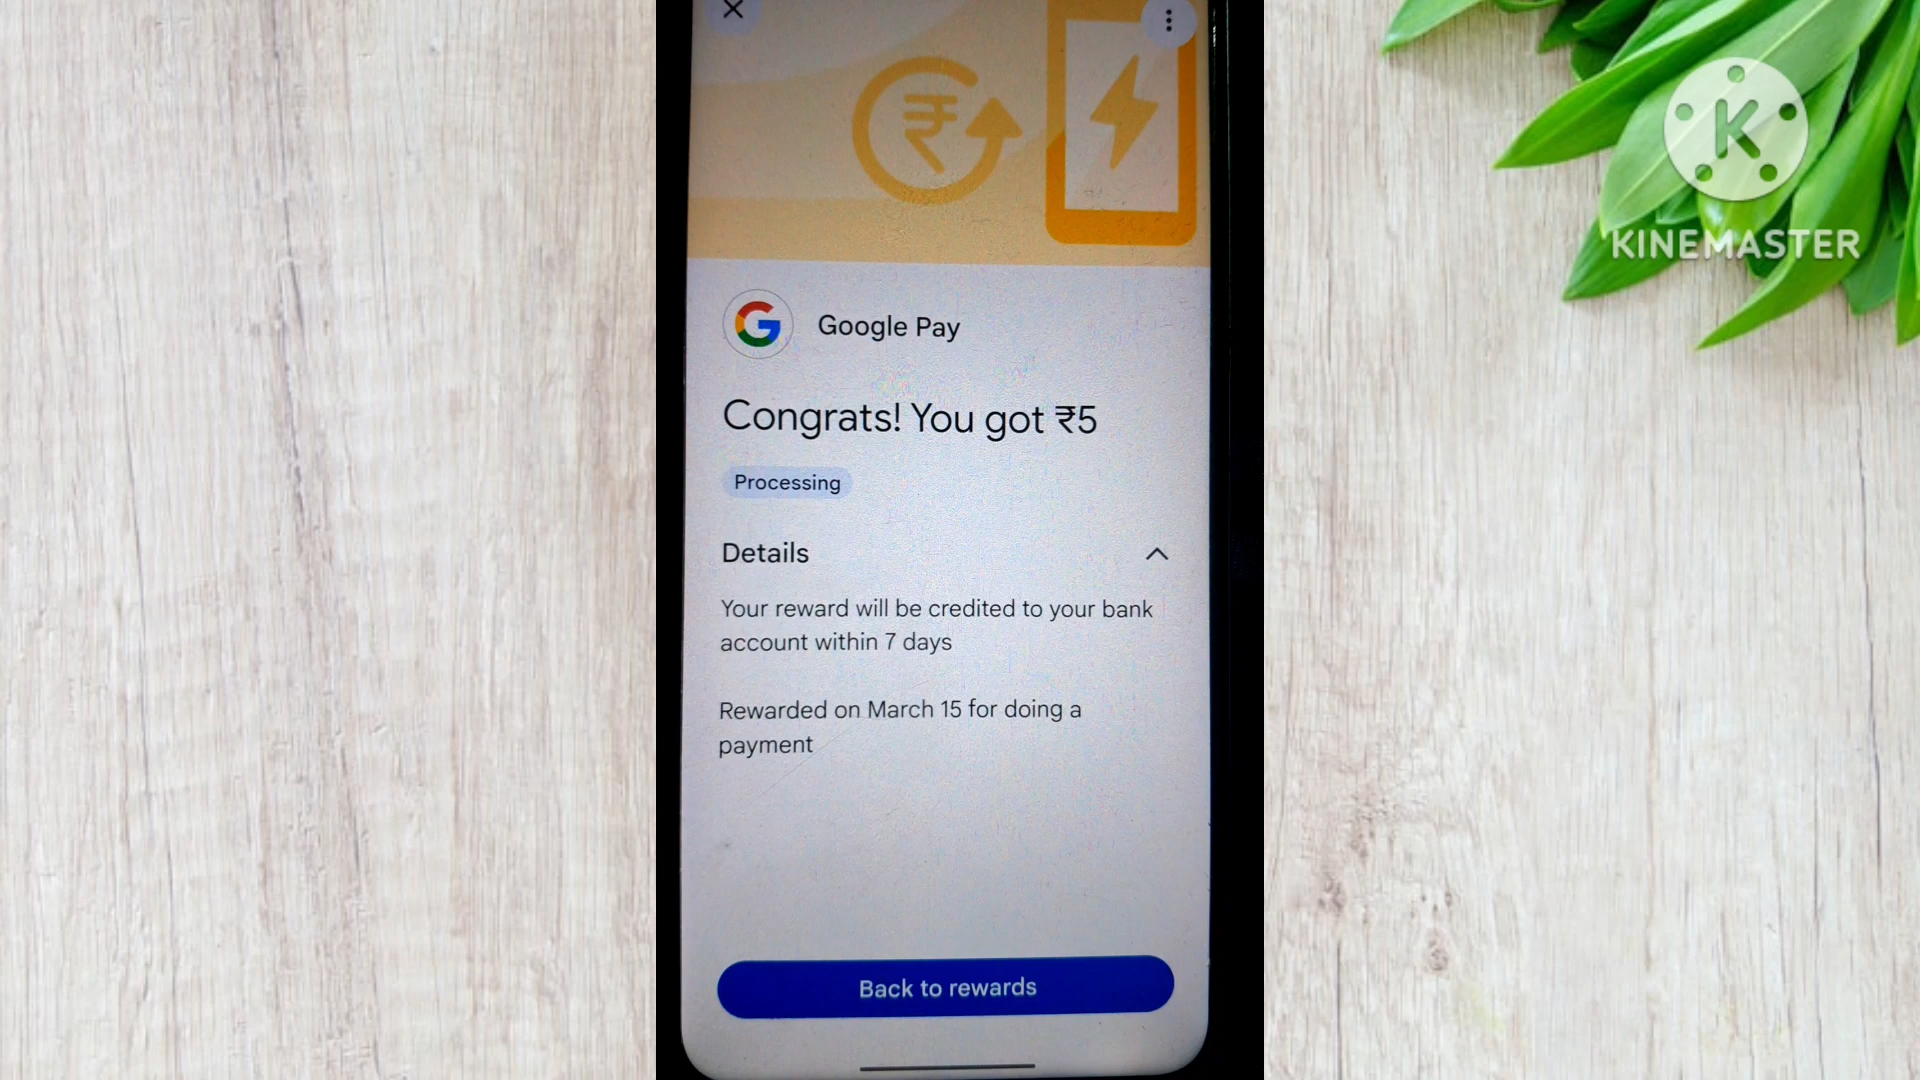 K
KINEMASTER
₹
G
Google Pay
Congrats! You got ₹5
Processing
Details
Your reward will be credited to your bank
account within 7 days
Rewarded on March 15 for doing a
payment
Back to rewards